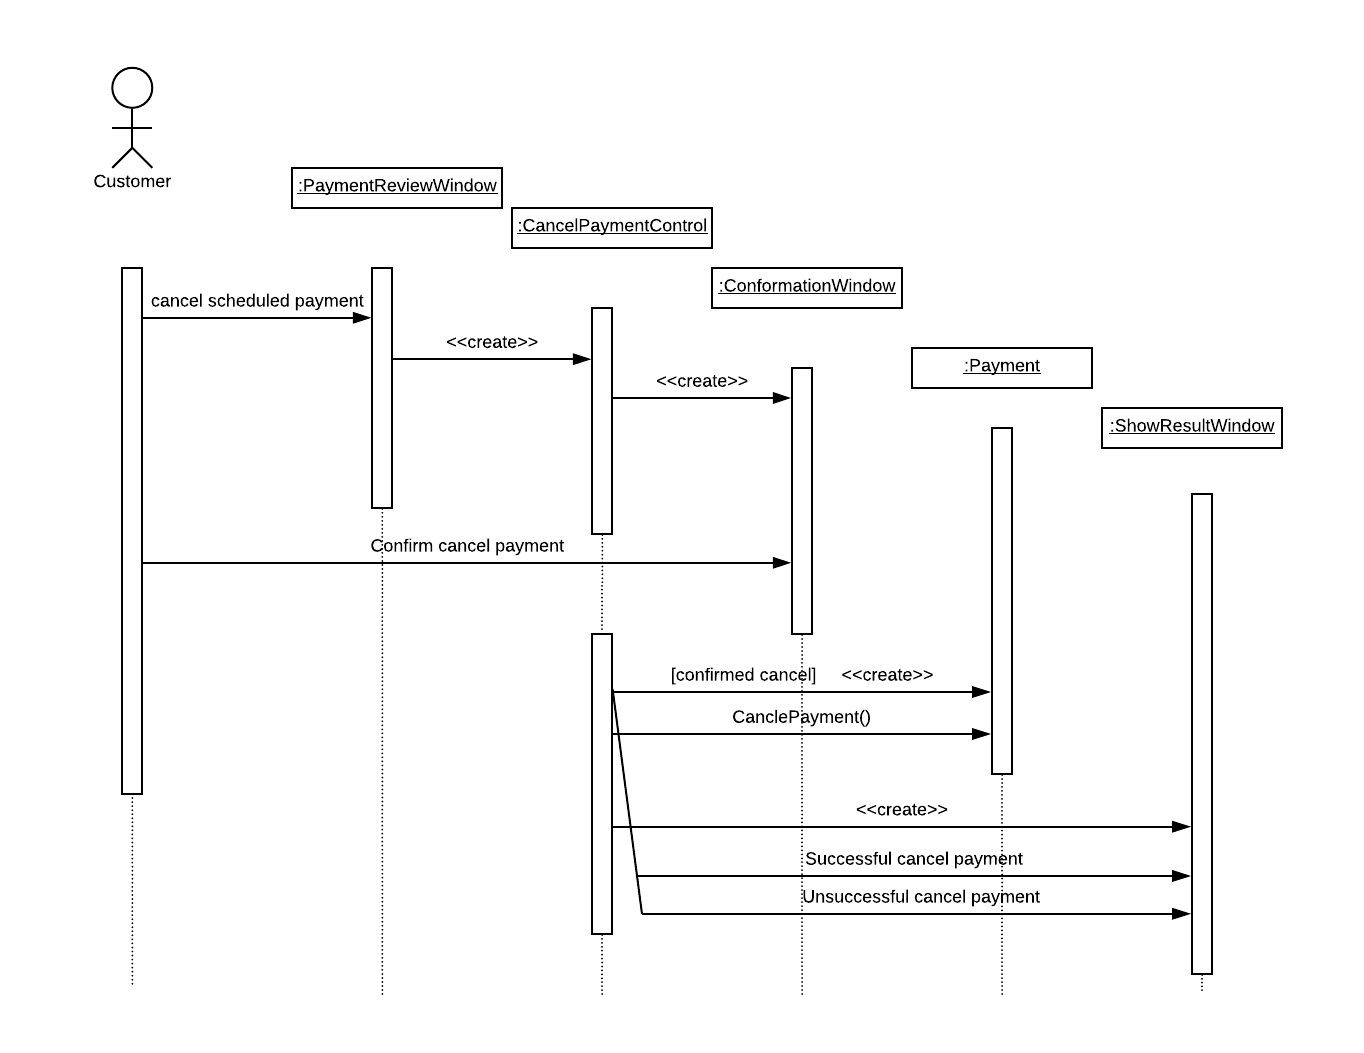 Customer
:PaymentReviewWindow
:CancelPaymentControl
:ConformationWindow
cancel scheduled payment
<<create>>
:Payment
<<create>>
:ShowResultWindow
Confirm cancel payment
[confirmed cancel] <<create>>
CanclePayment()
<<create>>
Successful cancel payment
Unsuccessful cancel payment